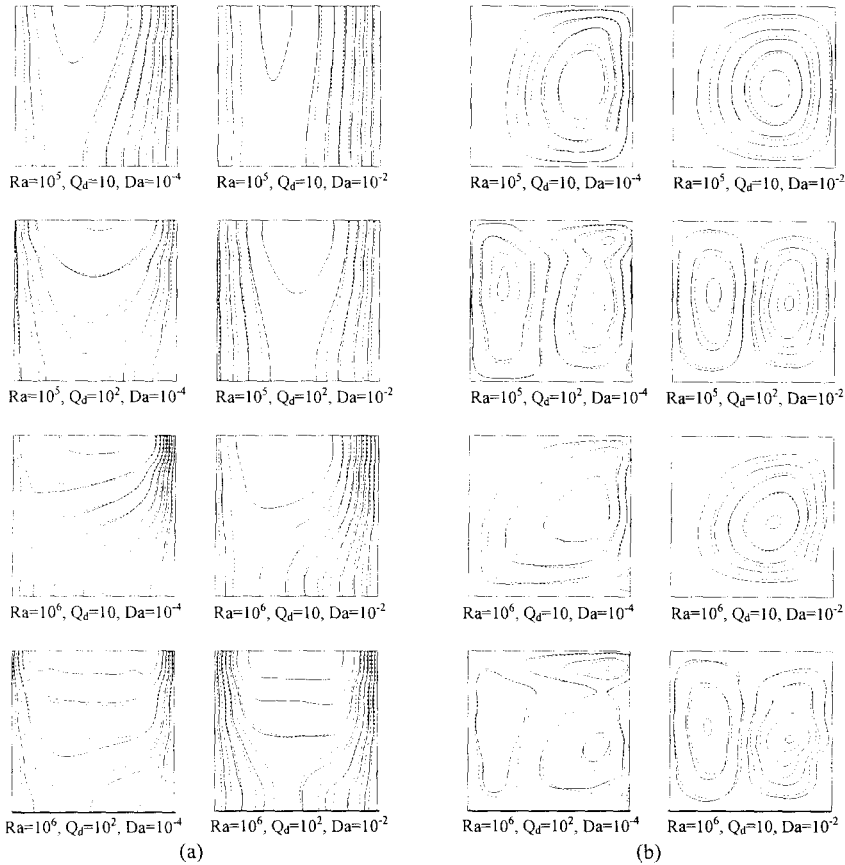 Ra=10⁵, Q_d=10, Da=10⁻⁴
Ra=10⁵, Q_d=10, Da=10⁻²
Ra=10⁵, Q_d=10, Da=10⁻⁴
Ra=10⁵, Q_d=10, Da=10⁻²
Ra=10⁵, Q_d=10², Da=10⁻⁴
Ra=10⁵, Q_d=10², Da=10⁻²
Ra=10⁵, Q_d=10², Da=10⁻⁴
Ra=10⁵, Q_d=10², Da=10⁻²
Ra=10⁶, Q_d=10, Da=10⁻⁴
Ra=10⁶, Q_d=10, Da=10⁻²
Ra=10⁶, Q_d=10, Da=10⁻⁴
Ra=10⁶, Q_d=10, Da=10⁻²
Ra=10⁶, Q_d=10², Da=10⁻⁴
Ra=10⁶, Q_d=10², Da=10⁻²
Ra=10⁶, Q_d=10², Da=10⁻⁴
Ra=10⁶, Q_d=10, Da=10⁻²
(a)
(b)